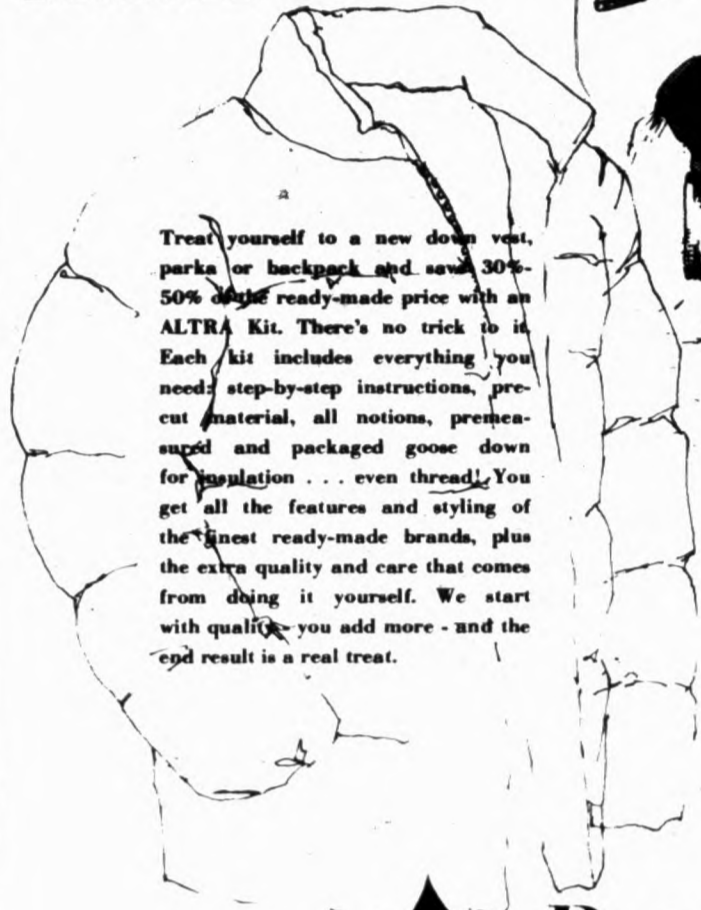 Treat yourself to a new down vest,
parka or backpack and save 30%-
50% of the ready-made price with an
ALTRA Kit. There's no trick to it.
Each kit includes everything you
need: step-by-step instructions, pre-
cut material, all notions, premea-
sured and packaged goose down
for insulation . . . even thread! You
get all the features and styling of
the finest ready-made brands, plus
the extra quality and care that comes
from doing it yourself. We start
with quality - you add more - and the
end result is a real treat.